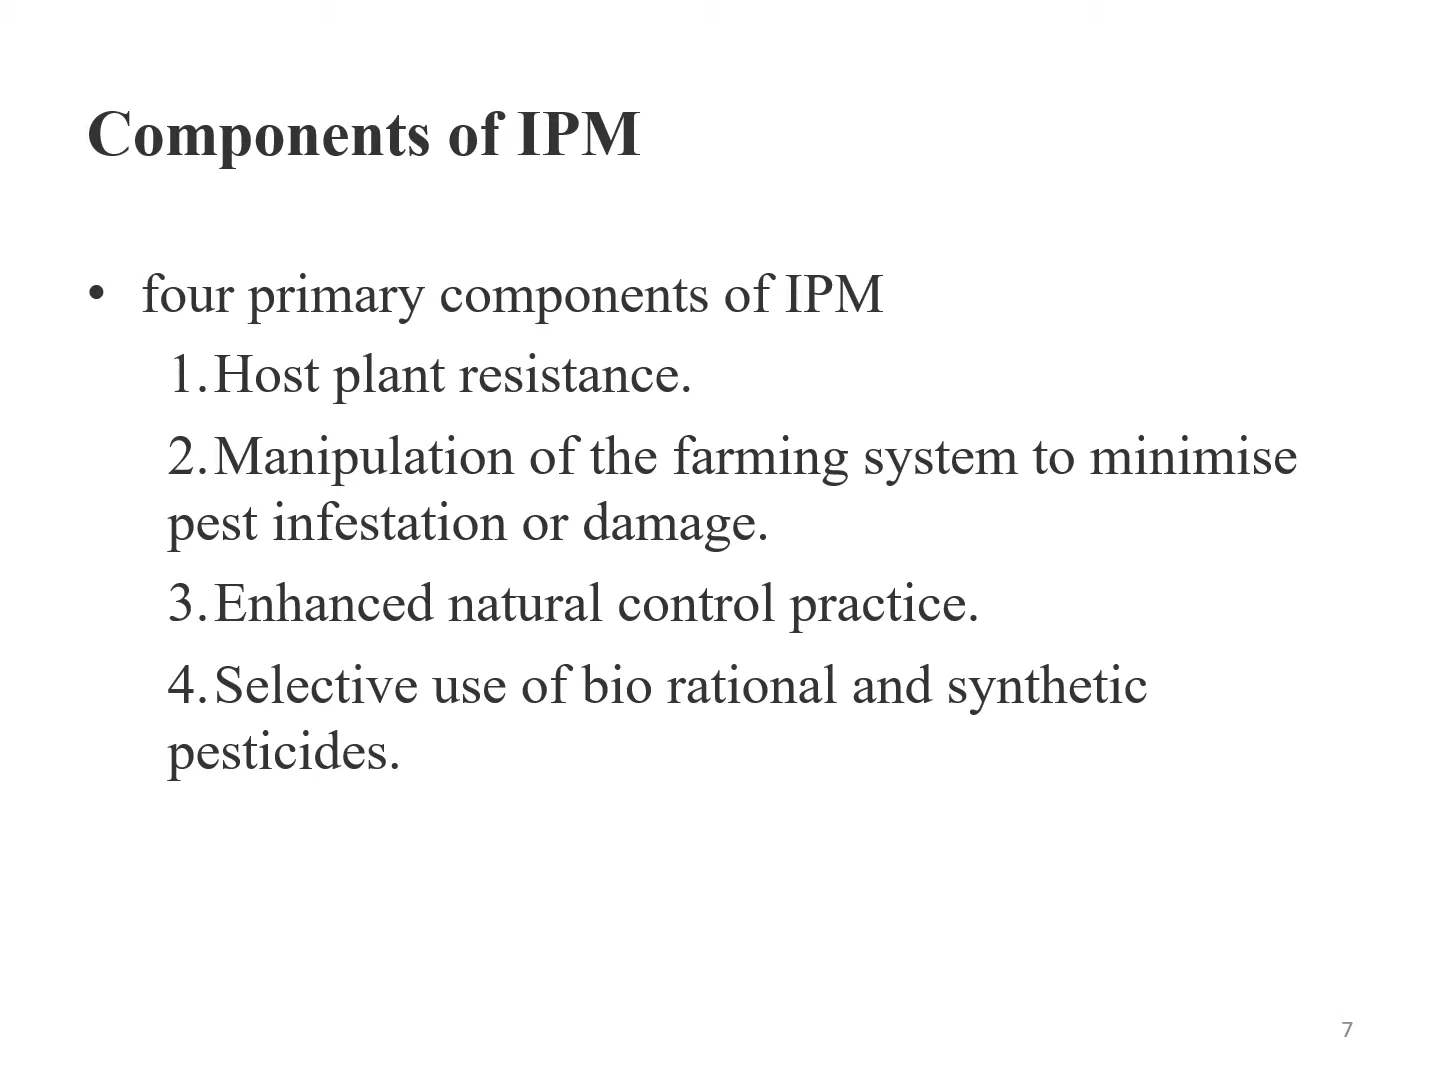 Components of IPM
• four primary components of IPM
1.Host plant resistance.
2.Manipulation of the farming system to minimise
pest infestation or damage.
3.Enhanced natural control practice.
4.Selective use of bio rational and synthetic
pesticides.
7